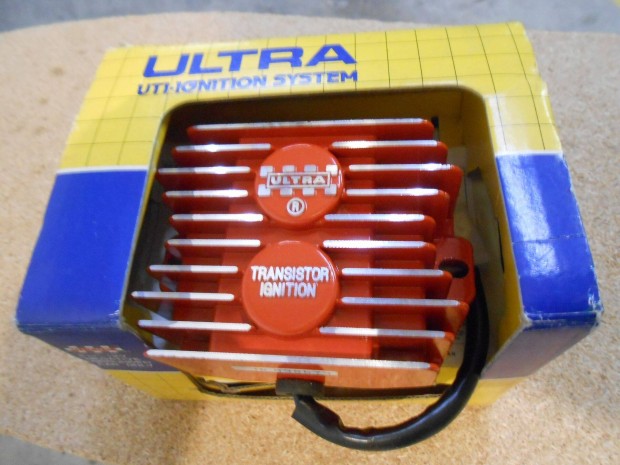 ULTRA
UTI-IGNITION SYSTEM
ULTRA
®
TRANSISTOR
IGNITION